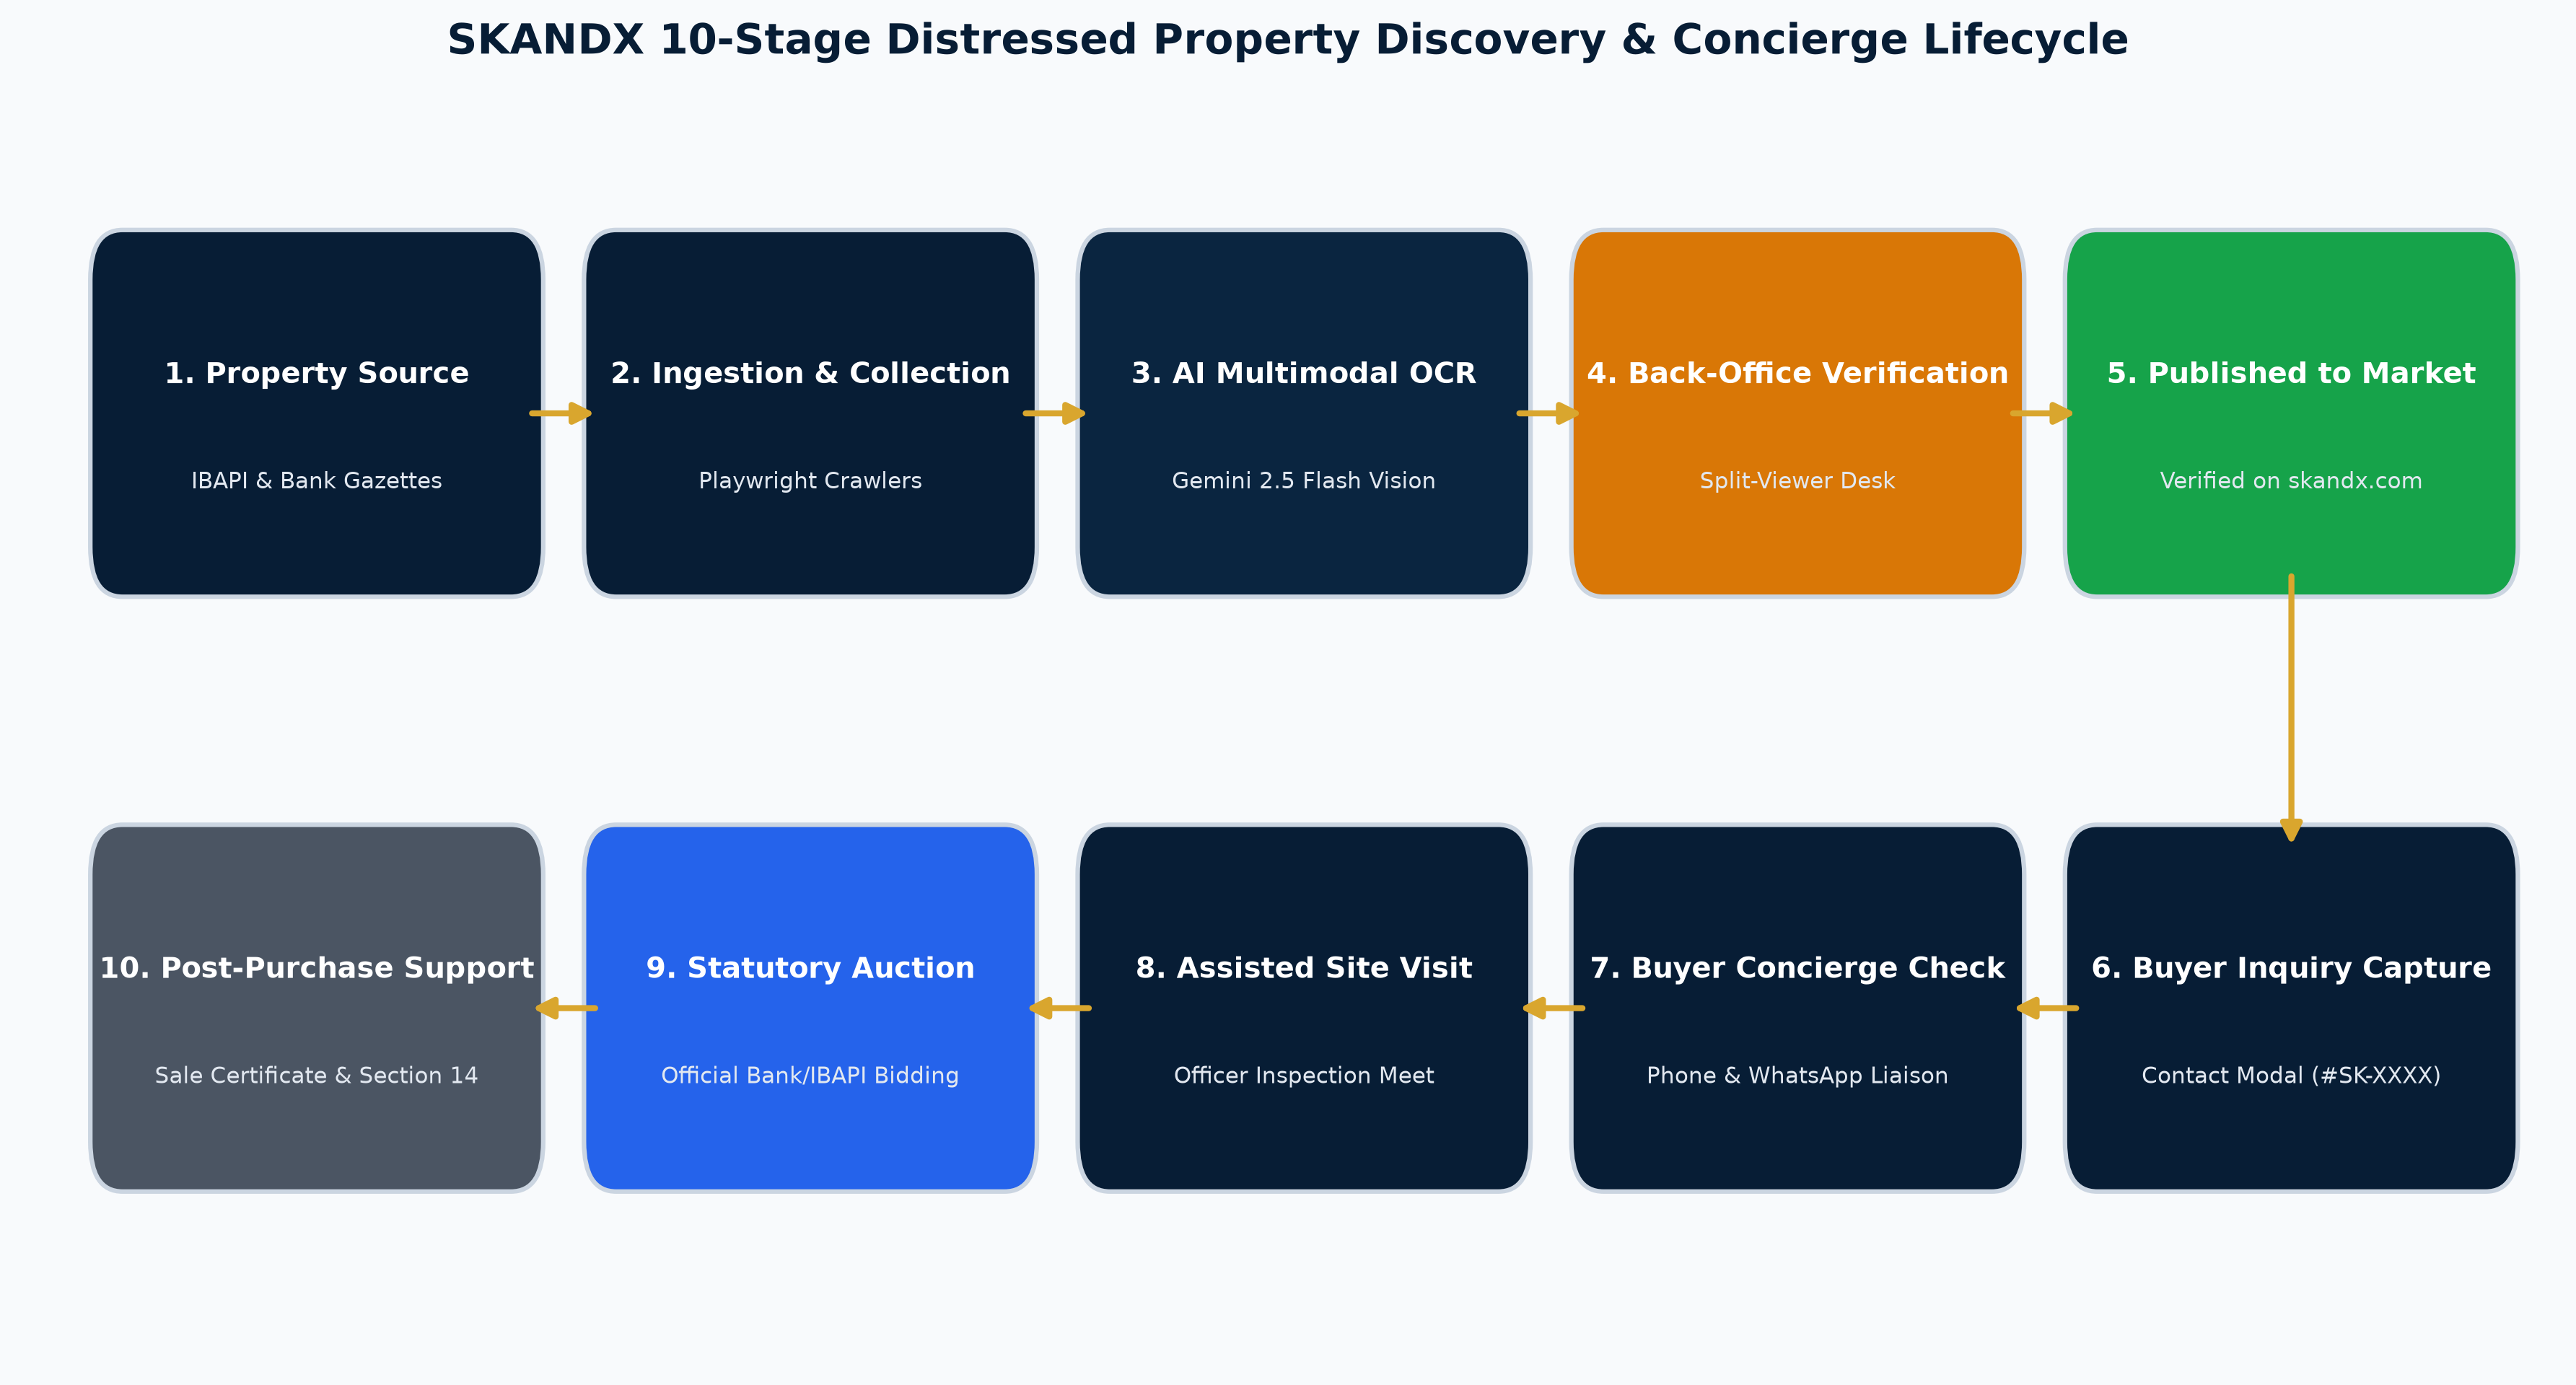 SKANDX 10-Stage Distressed Property Discovery & Concierge Lifecycle
1. Property Source
IBAPI & Bank Gazettes
2. Ingestion & Collection
Playwright Crawlers
3. AI Multimodal OCR
Gemini 2.5 Flash Vision
4. Back-Office Verification
Split-Viewer Desk
5. Published to Market
Verified on skandx.com
6. Buyer Inquiry Capture
Contact Modal (#SK-XXXX)
7. Buyer Concierge Check
Phone & WhatsApp Liaison
8. Assisted Site Visit
Officer Inspection Meet
9. Statutory Auction
Official Bank/IBAPI Bidding
10. Post-Purchase Support
Sale Certificate & Section 14